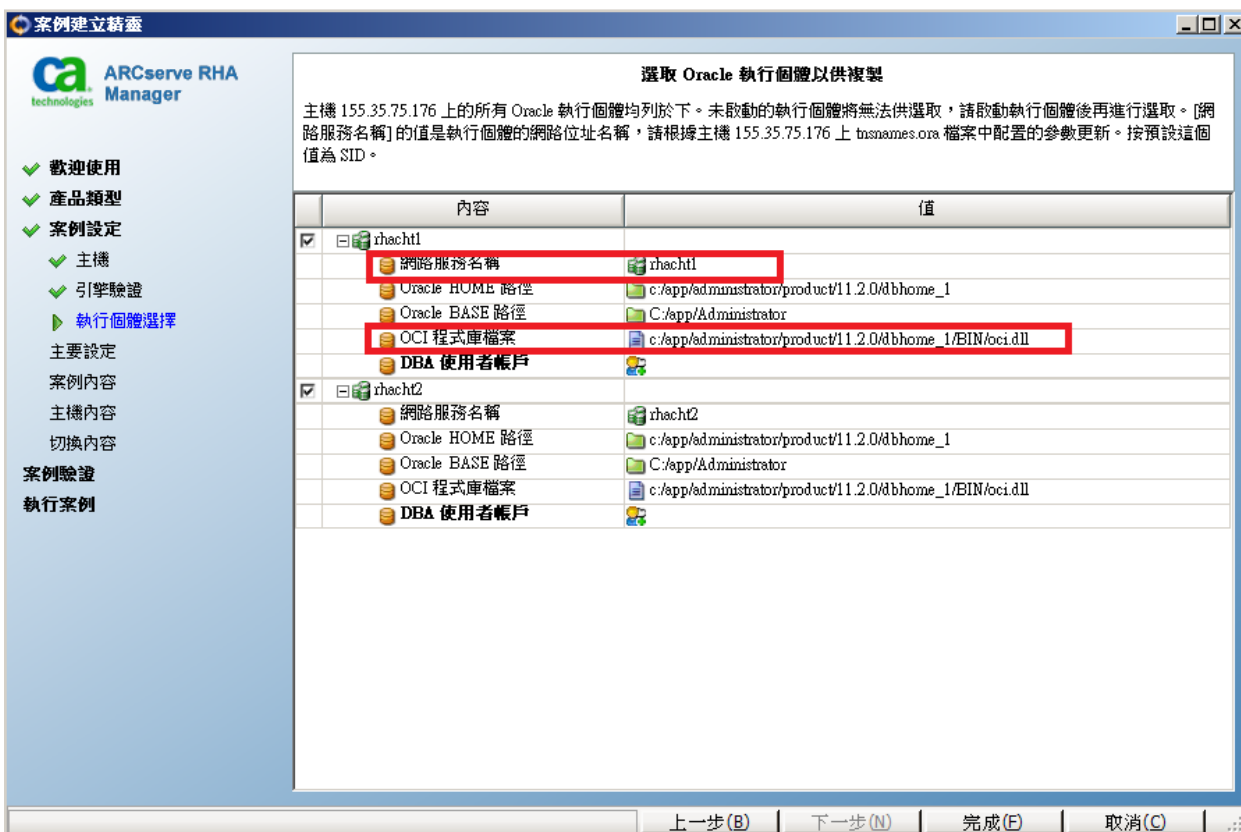 案例建立精靈
ca
technologies
ARCserve RHA
Manager
歡迎使用
產品類型
案例設定
主機
引擎驗證
執行個體選擇
主要設定
案例內容
主機內容
切換內容
案例驗證
執行案例
選取 Oracle 執行個體以供複製
主機 155.35.75.176 上的所有 Oracle 執行個體均列於下。未啟動的執行個體將無法供選取，請啟動執行個體後再進行選取。[網
路服務名稱] 的值是執行個體的網路位址名稱，請根據主機 155.35.75.176 上 tnsnames.ora 檔案中配置的參數更新。按預設這個
值為 SID。
內容 值
rhacht1
網路服務名稱 rhacht1
Oracle HOME 路徑 c:/app/administrator/product/11.2.0/dbhome_1
Oracle BASE 路徑 C:/app/Administrator
OCI 程式庫檔案 c:/app/administrator/product/11.2.0/dbhome_1/BIN/oci.dll
DBA 使用者帳戶
rhacht2
網路服務名稱 rhacht2
Oracle HOME 路徑 c:/app/administrator/product/11.2.0/dbhome_1
Oracle BASE 路徑 C:/app/Administrator
OCI 程式庫檔案 c:/app/administrator/product/11.2.0/dbhome_1/BIN/oci.dll
DBA 使用者帳戶
上一步(B) 下一步(N) 完成(F) 取消(C)